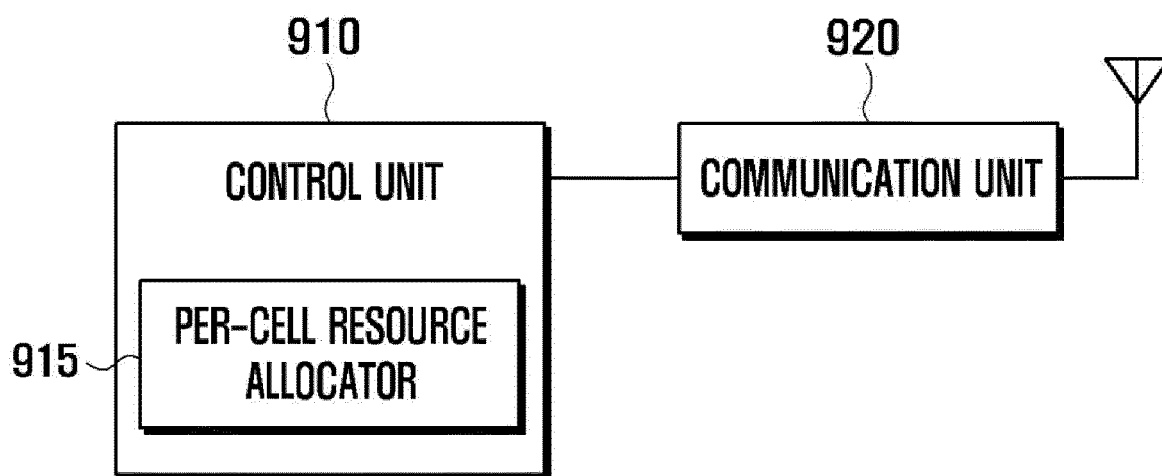 910
920
CONTROL UNIT
COMMUNICATION UNIT
915
PER-CELL RESOURCE
ALLOCATOR